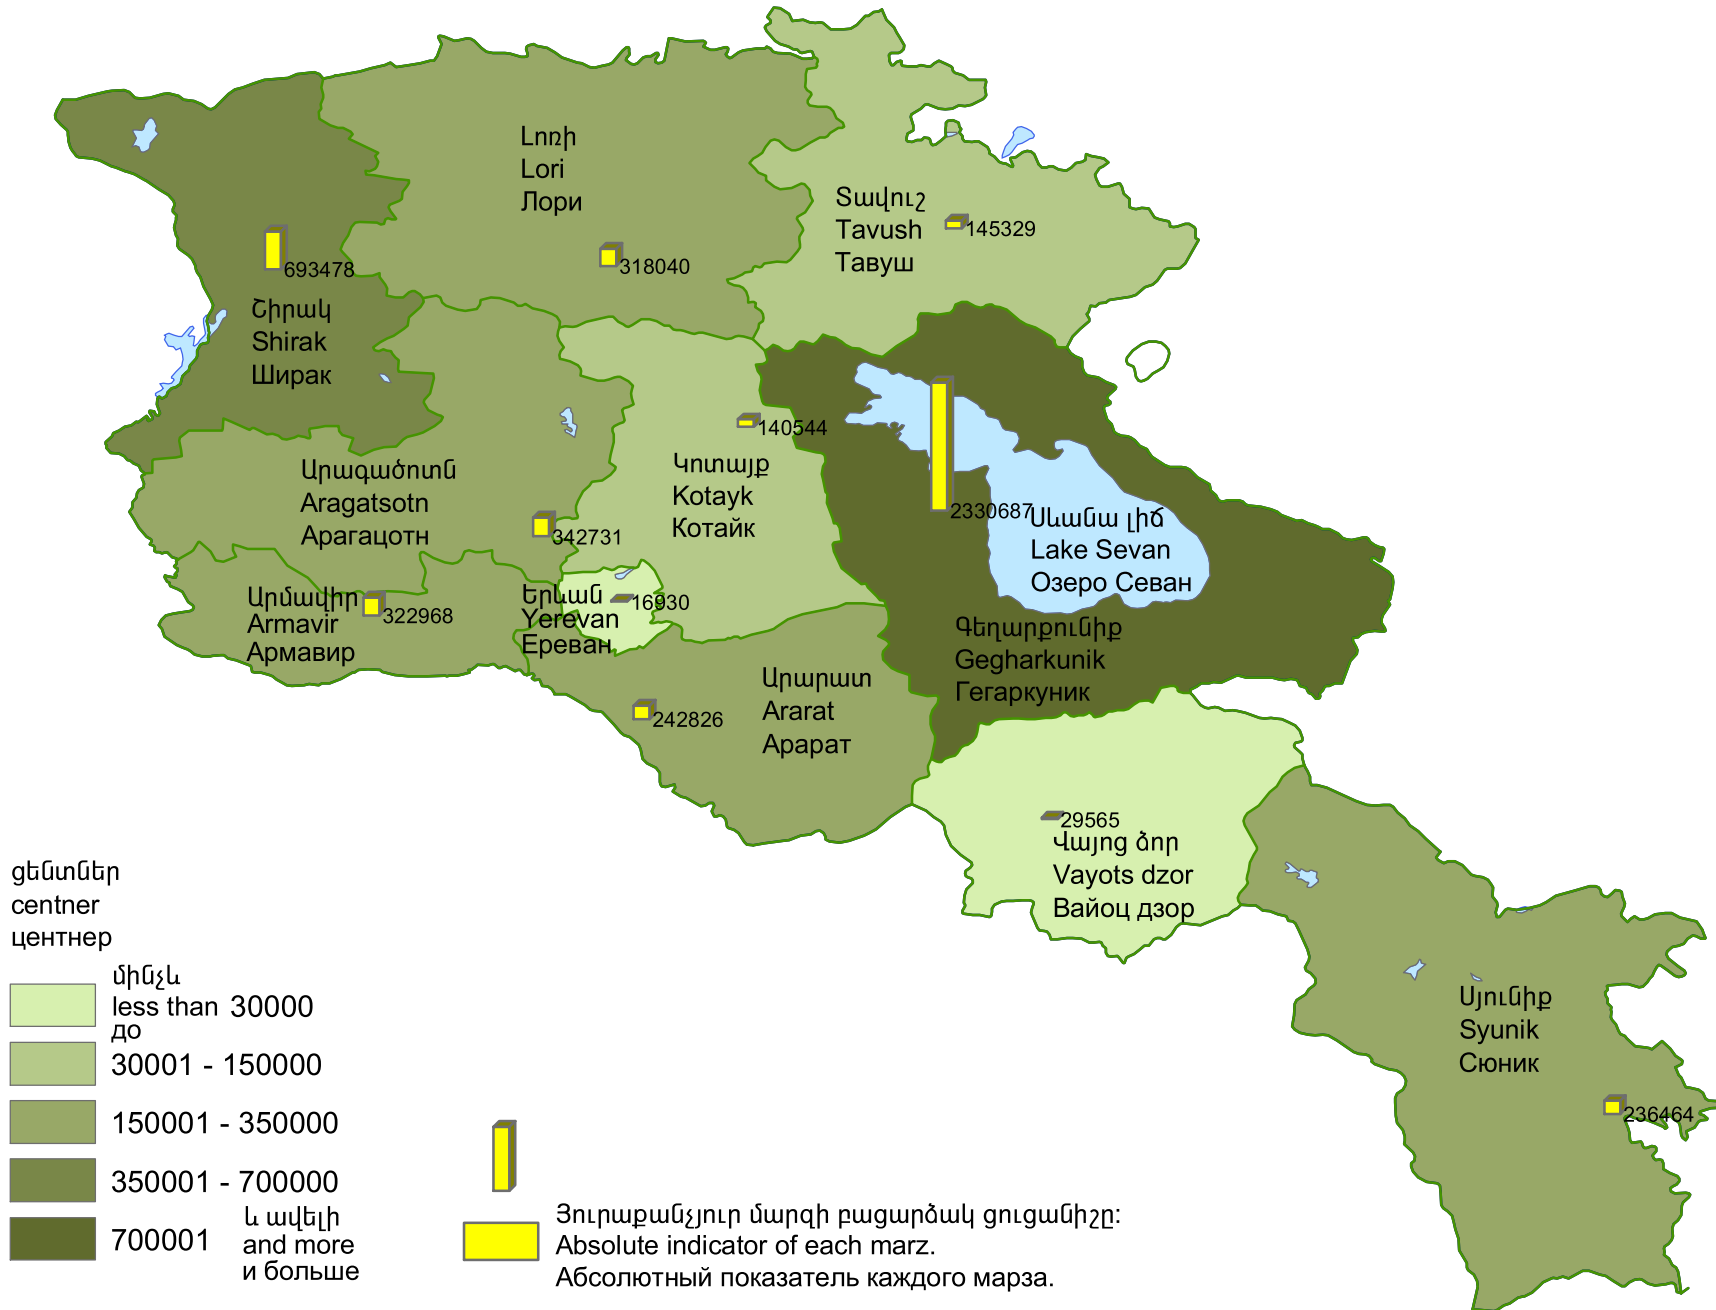 Լոռի
Lori
Лори
318040
Տավուշ
Tavush
Тавуш
145329
693478
Շիրակ
Shirak
Ширак
140544
Կոտայք
Kotayk
Котайк
Արագածոտն
Aragatsotn
Арагацотн
342731
2330687
Սևանա լիճ
Lake Sevan
Озеро Севан
Արմավիր
Armavir
Армавир
322968
Երևան
Yerevan
Ереван
16930
Գեղարքունիք
Gegharkunik
Гегаркуник
Արարատ
Ararat
Арарат
242826
29565
Վայոց ձոր
Vayots dzor
Вайоц дзор
Սյունիք
Syunik
Сюник
236464
ցենտներ
centner
центнер
մինչև
less than 30000
до
30001 - 150000
150001 - 350000
350001 - 700000
700001
և ավելի
and more
и больше
Յուրաքանչյուր մարզի բացարձակ ցուցանիշը:
Absolute indicator of each marz.
Абсолютный показатель каждого марза.